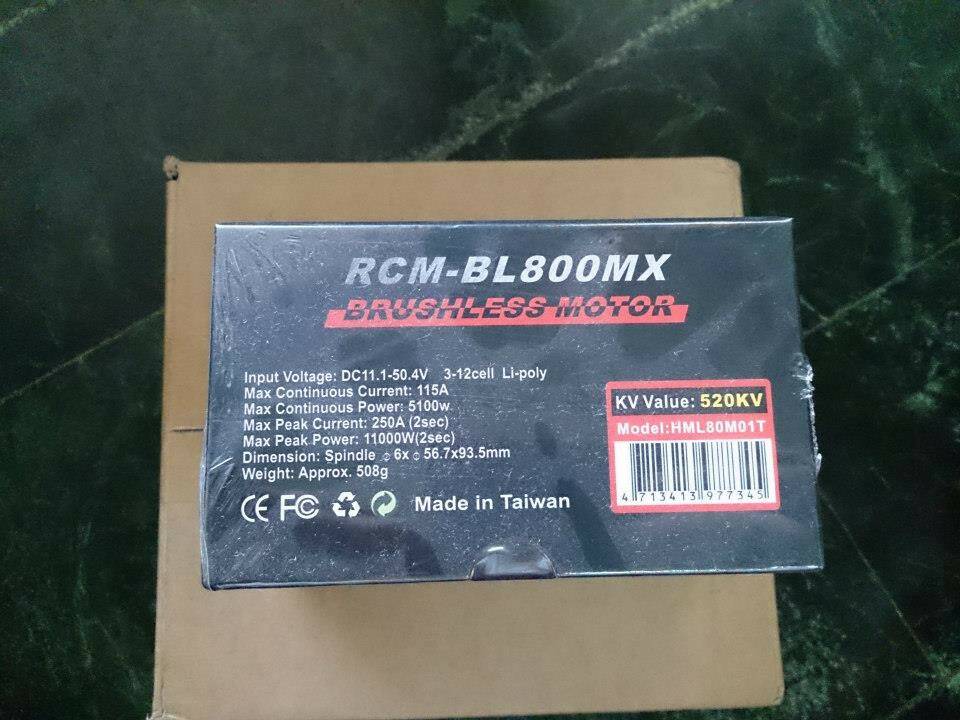 RCM-BL800MX
BRUSHLESS MOTOR
Input Voltage: DC11.1-50.4V 3-12cell Li-poly
Max Continuous Current: 115A
Max Continuous Power: 5100w
Max Peak Current: 250A (2sec)
Max Peak Power: 11000W(2sec)
Dimension: Spindle ϕ 6x ϕ 56.7x93.5mm
Weight: Approx. 508g
CE FC Made in Taiwan
KV Value: 520KV
Model:HML80M01T
4 713413 977345